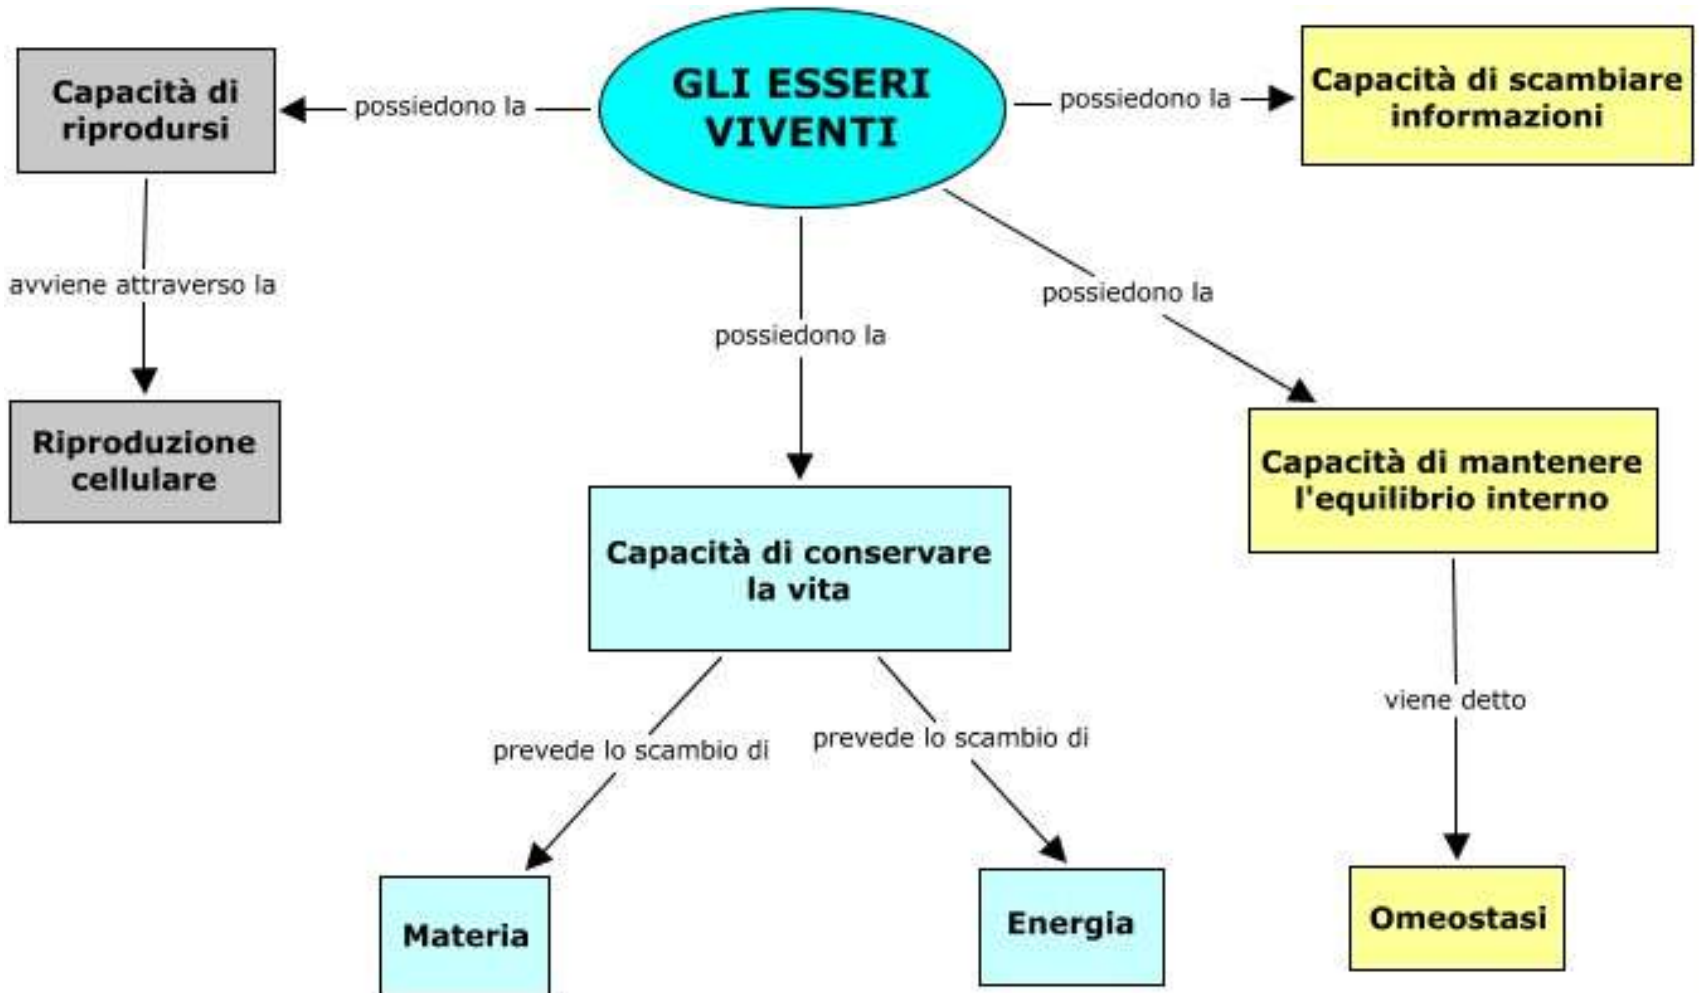 GLI ESSERI
VIVENTI
possiedono la
Capacità di
riprodursi
avviene attraverso la
Riproduzione
cellulare
possiedono la
Capacità di conservare
la vita
prevede lo scambio di
Materia
prevede lo scambio di
Energia
possiedono la
Capacità di scambiare
informazioni
possiedono la
Capacità di mantenere
l'equilibrio interno
viene detto
Omeostasi